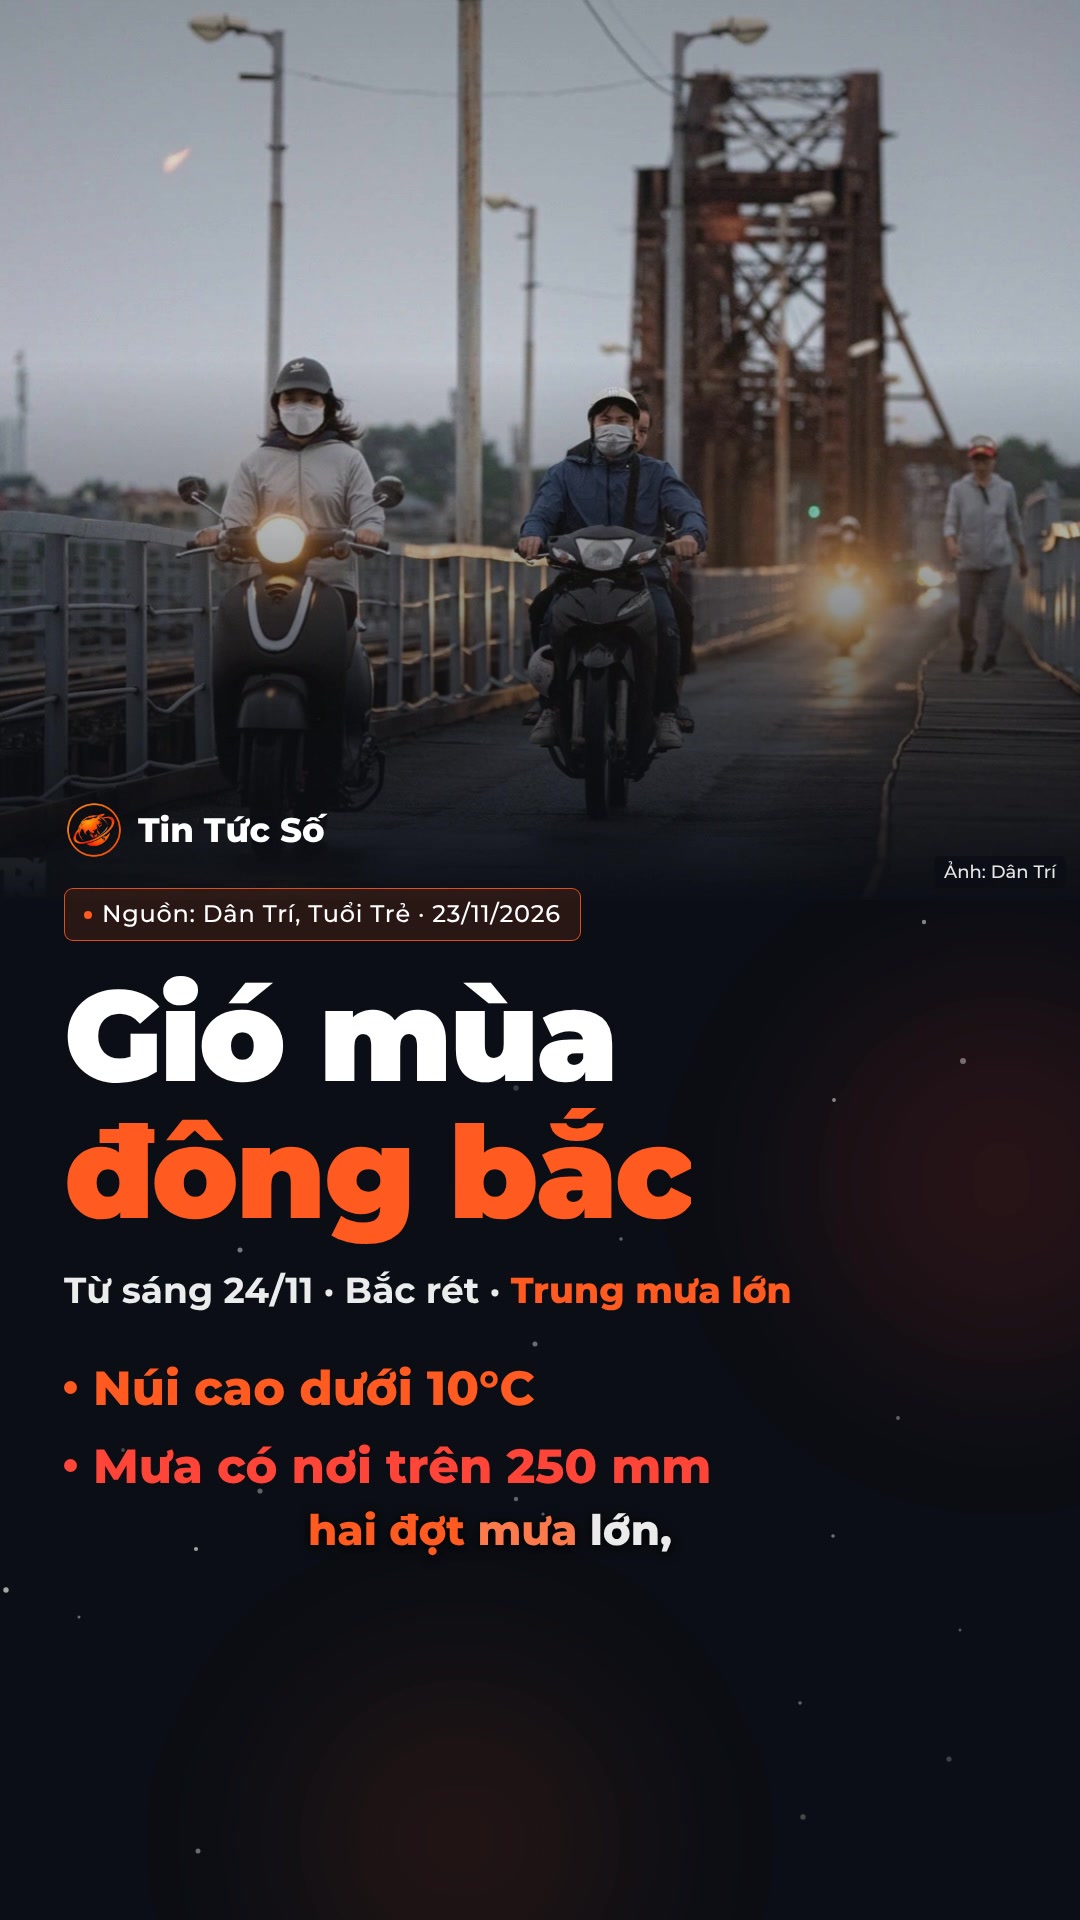 Tin Tức Số
Ảnh: Dân Trí
• Nguồn: Dân Trí, Tuổi Trẻ · 23/11/2026
Gió mùa
đông bắc
Từ sáng 24/11 · Bắc rét · Trung mưa lớn
• Núi cao dưới 10°C
• Mưa có nơi trên 250 mm
hai đợt mưa lớn,